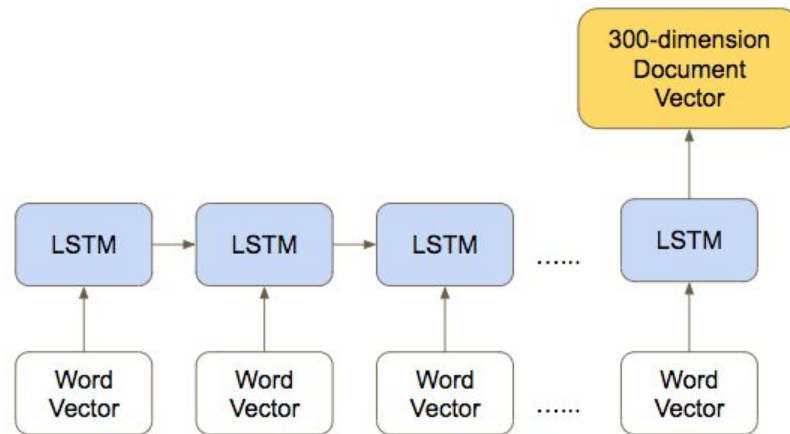 300-dimension
Document
Vector
LSTM LSTM LSTM ...... LSTM
Word Word Word Word
Vector Vector Vector ...... Vector